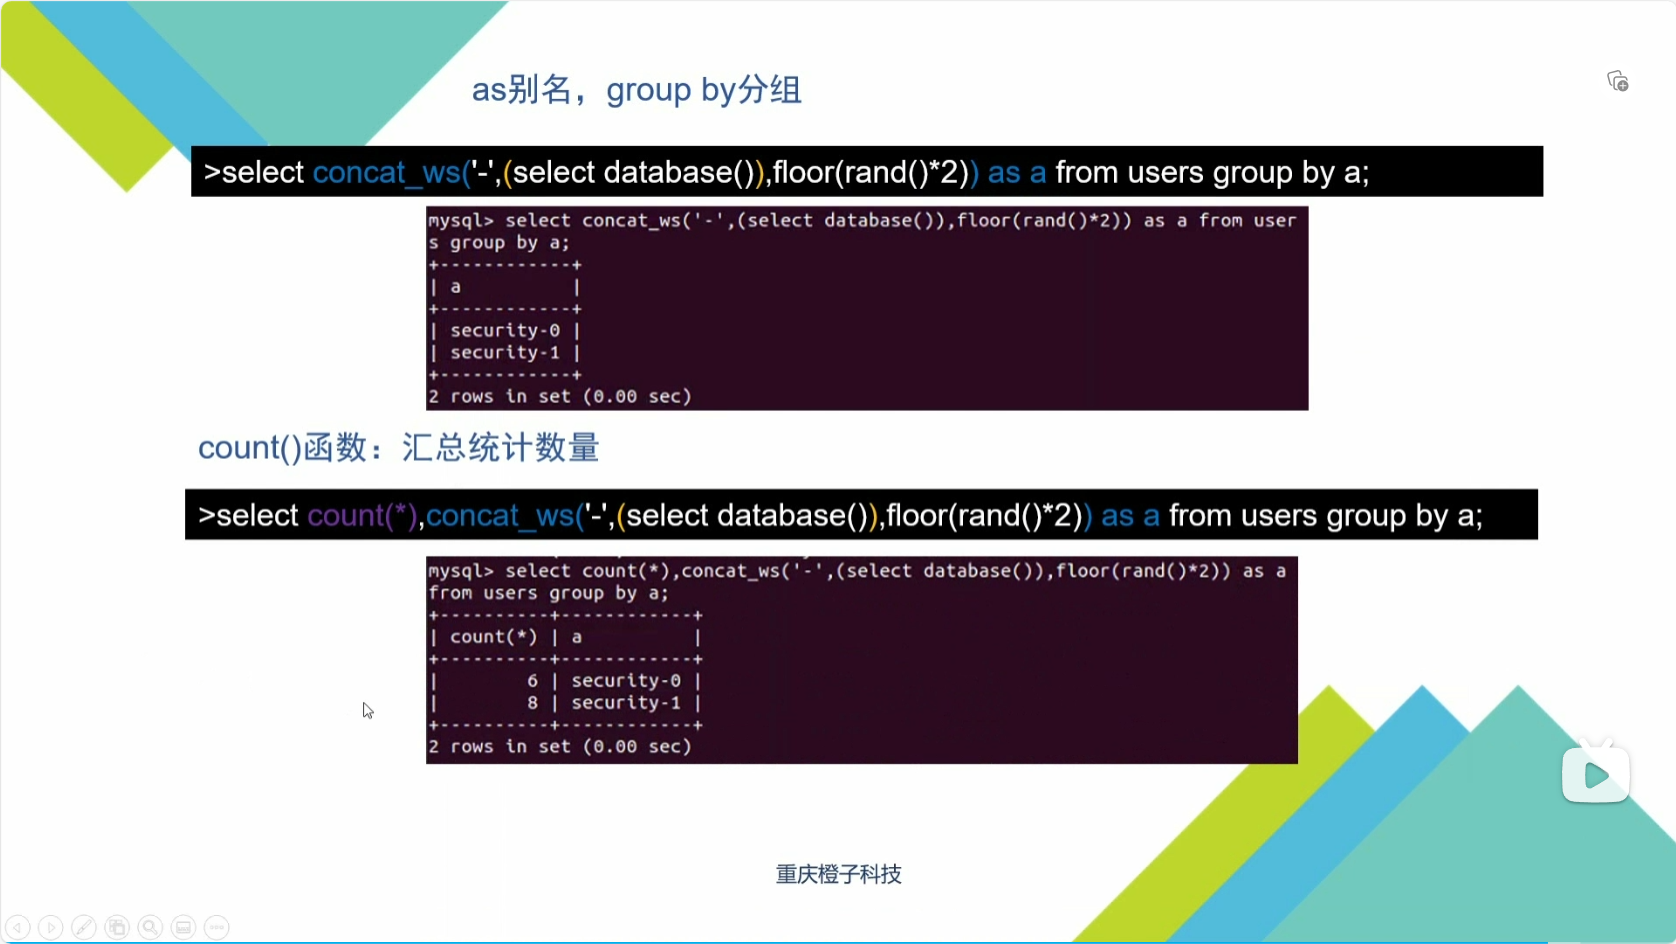 as别名，group by分组
>select concat_ws('-',(select database()),floor(rand()*2)) as a from users group by a;
mysql> select concat_ws('-',(select database()),floor(rand()*2)) as a from user
s group by a;
+------------+
| a          |
+------------+
| security-0 |
| security-1 |
+------------+
2 rows in set (0.00 sec)
count()函数：汇总统计数量
>select count(*),concat_ws('-',(select database()),floor(rand()*2)) as a from users group by a;
mysql> select count(*),concat_ws('-',(select database()),floor(rand()*2)) as a
from users group by a;
+----------+------------+
| count(*) | a          |
+----------+------------+
|        6 | security-0 |
|        8 | security-1 |
+----------+------------+
2 rows in set (0.00 sec)
重庆橙子科技